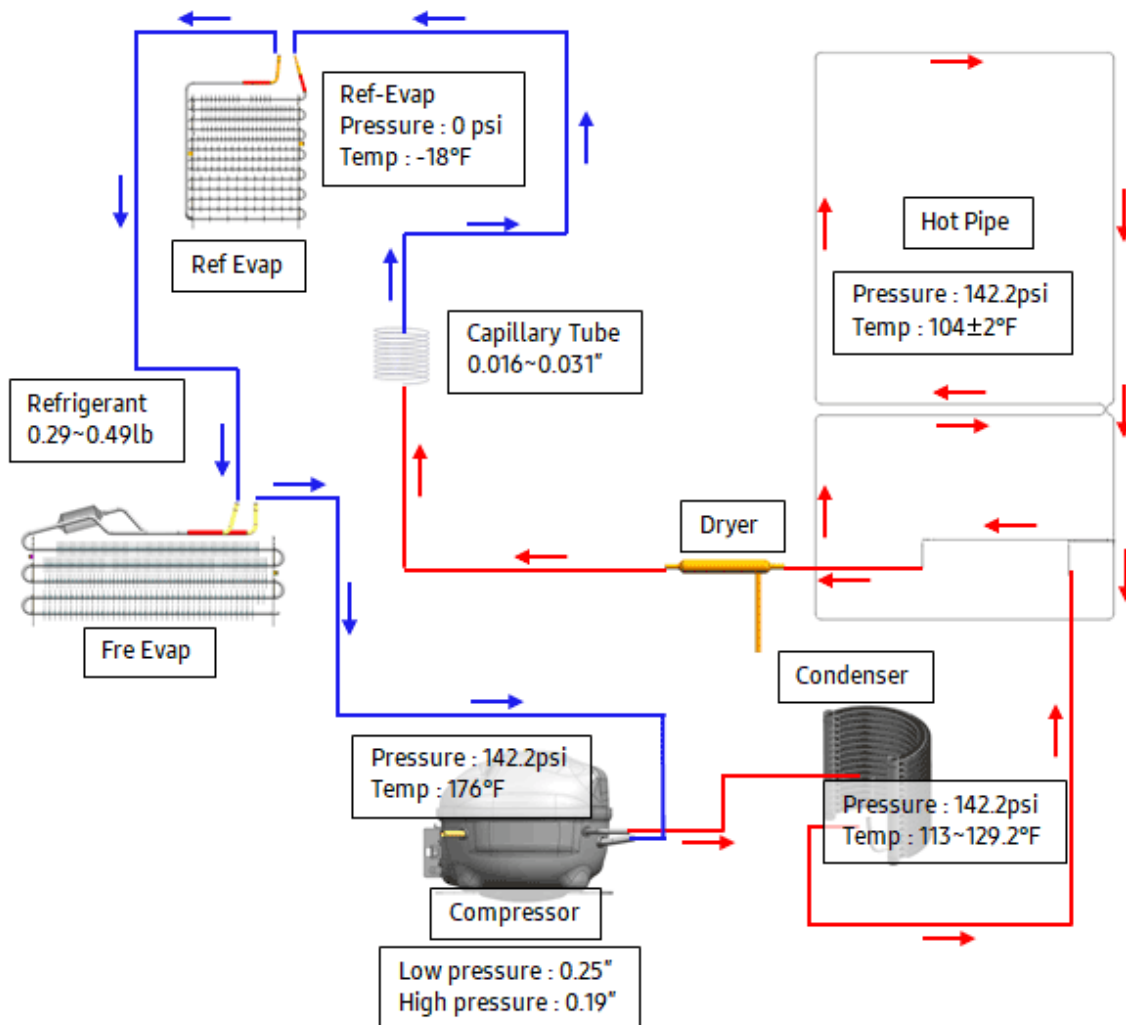 Ref-Evap
Pressure : 0 psi
Temp : -18°F
Ref Evap
Hot Pipe
Pressure : 142.2psi
Temp : 104±2°F
Capillary Tube
0.016~0.031″
Refrigerant
0.29~0.49lb
Dryer
Fre Evap
Condenser
Pressure : 142.2psi
Temp : 176°F
Pressure : 142.2psi
Temp : 113~129.2°F
Compressor
Low pressure : 0.25″
High pressure : 0.19″